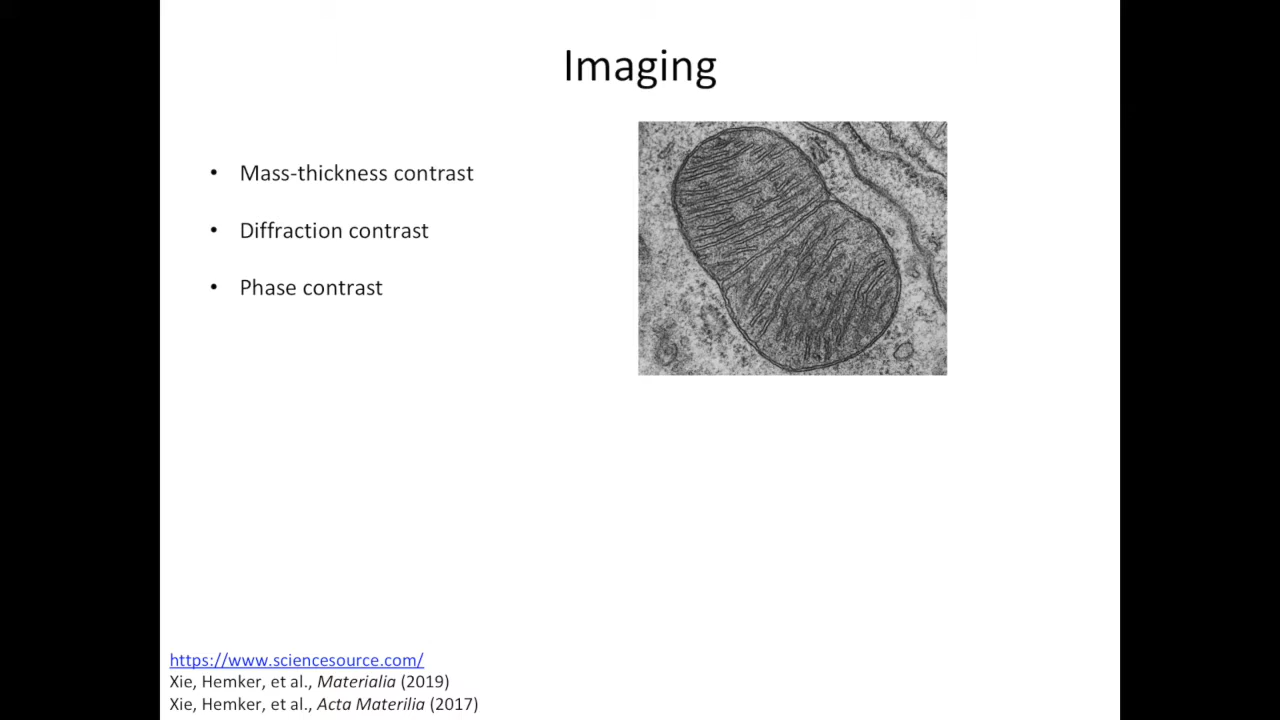 Imaging
• Mass-thickness contrast
• Diffraction contrast
• Phase contrast
https://www.sciencesource.com/
Xie, Hemker, et al., Materialia (2019)
Xie, Hemker, et al., Acta Materilia (2017)